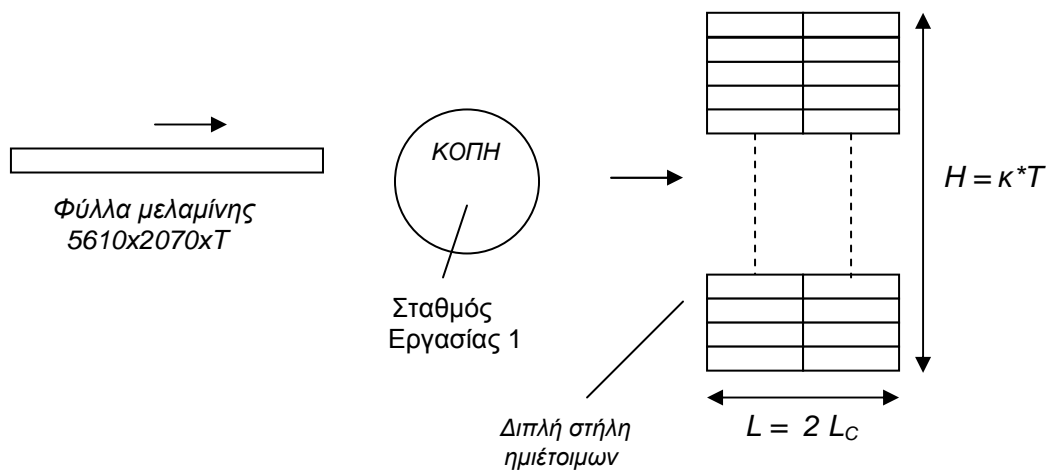 ΚΟΠΗ
H = κ*T
Φύλλα μελαμίνης
5610x2070xT
Σταθμός
Εργασίας 1
L = 2 L_C
Διπλή στήλη
ημιέτοιμων